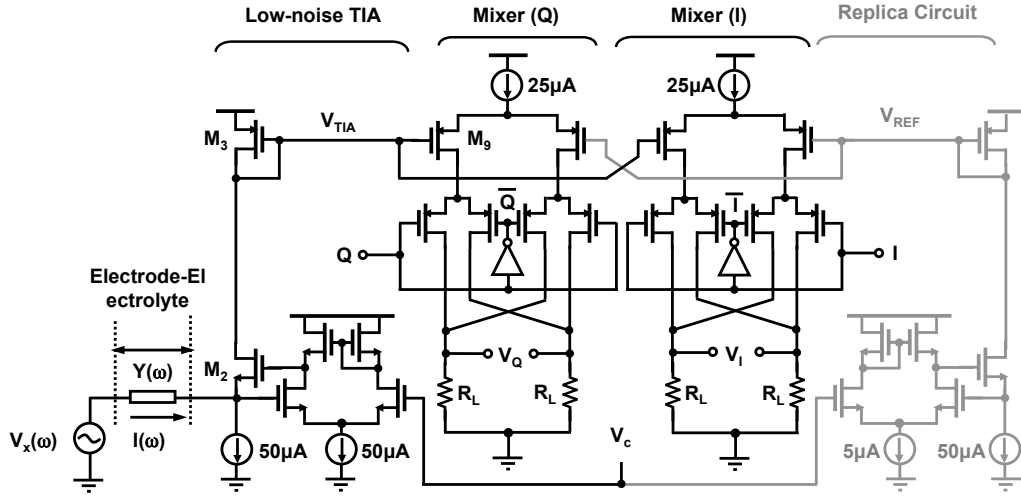 Low-noise TIA
Mixer (Q)
Mixer (I)
Replica Circuit
25µA
25µA
M3
VTIA
M9
VREF
Q
Q̅
I̅
I
Electrode-El
ectrolyte
M2
Y(ω)
I(ω)
Vx(ω)
VQ
VI
RL
RL
RL
RL
50µA
50µA
Vc
5µA
50µA